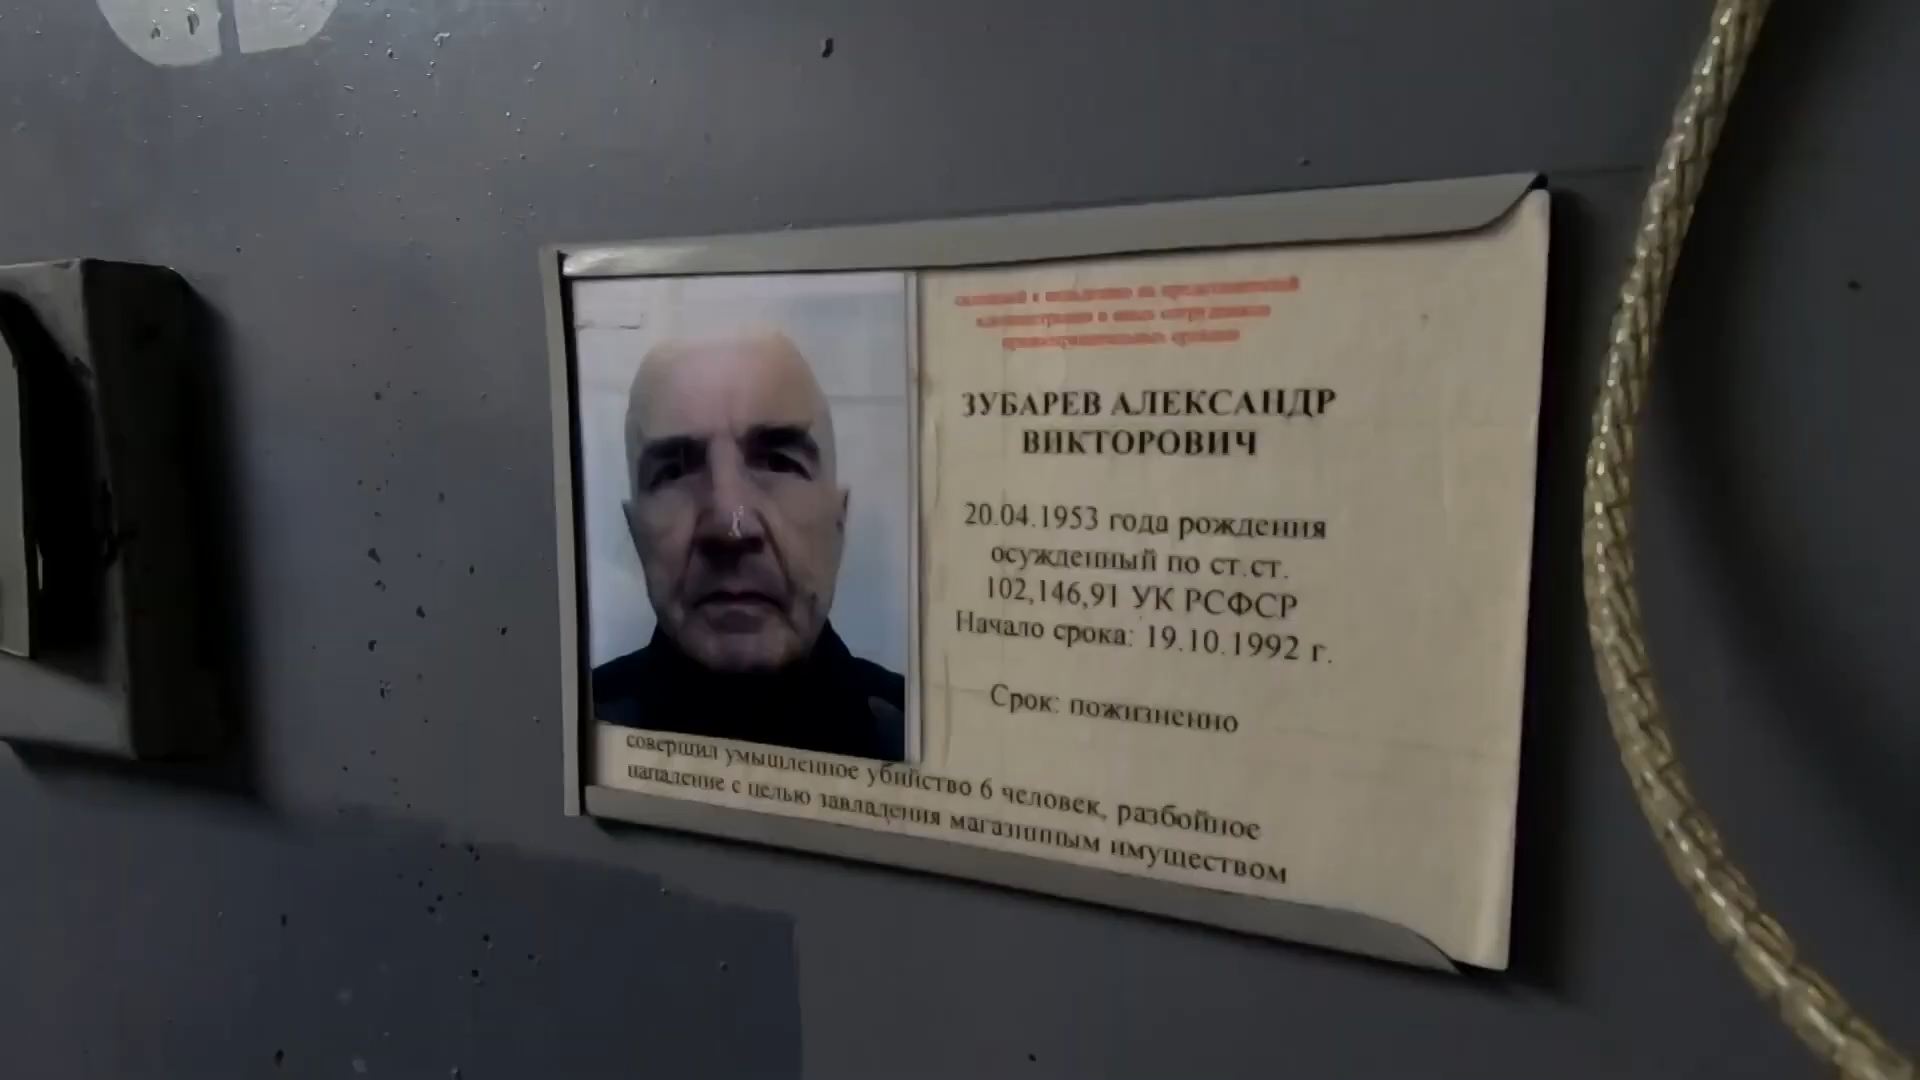 ЗУБАРЕВ АЛЕКСАНДР
ВИКТОРОВИЧ
20.04.1953 года рождения
осужденный по ст.ст.
102,146,91 УК РСФСР
Начало срока: 19.10.1992 г.
Срок: пожизненно
совершил умышленное убийство 6 человек, разбойное
нападение с целью завладения магазинным имуществом